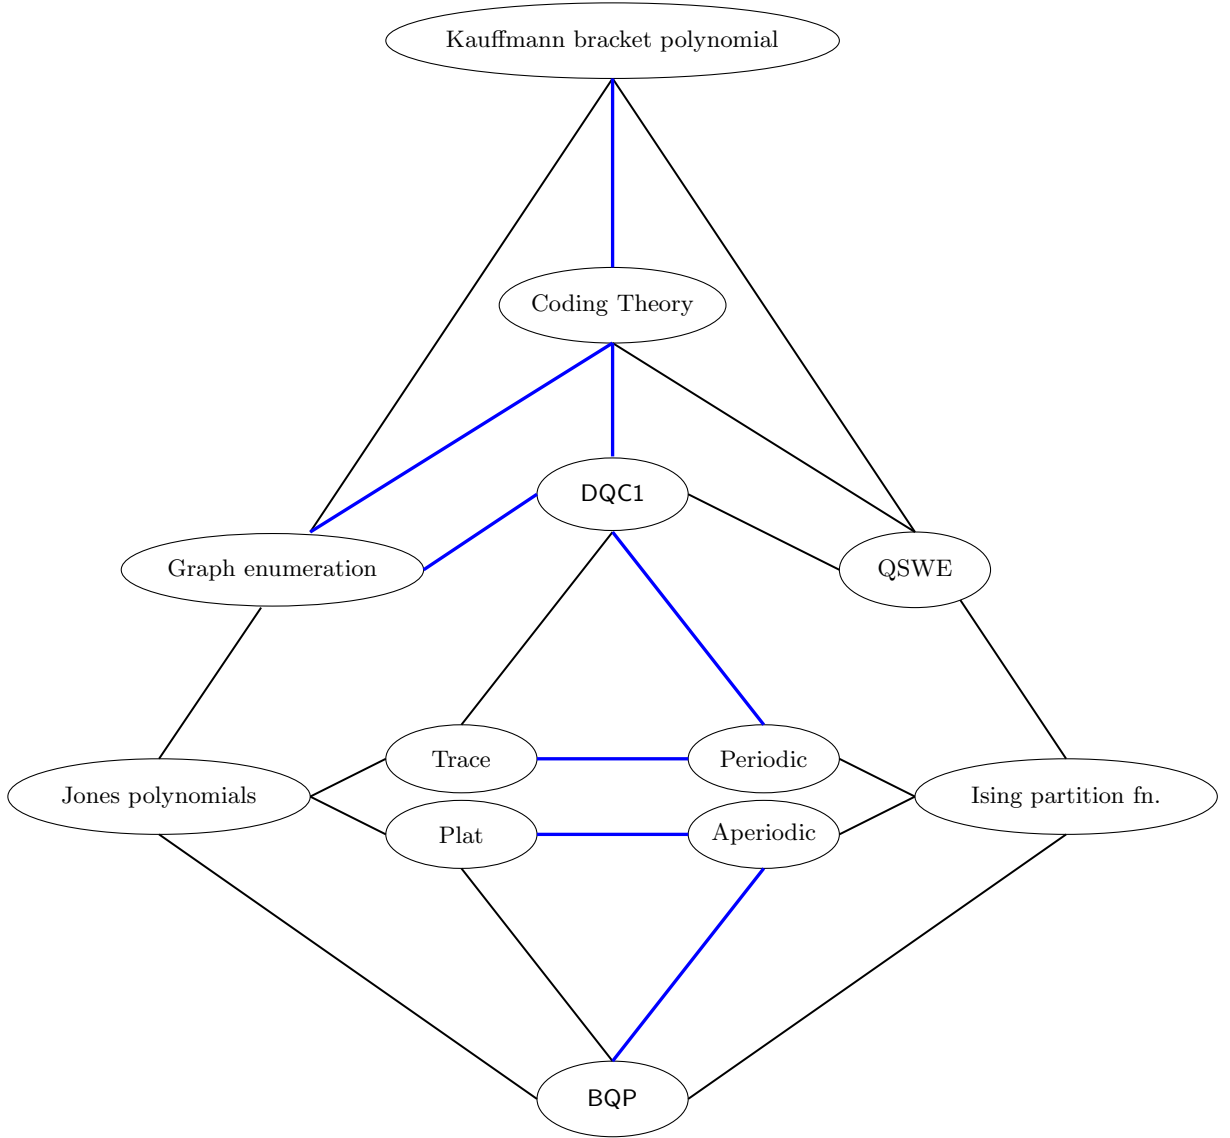 Kauffmann bracket polynomial
Coding Theory
DQC1
Graph enumeration
QSWE
Trace
Periodic
Jones polynomials
Ising partition fn.
Plat
Aperiodic
BQP